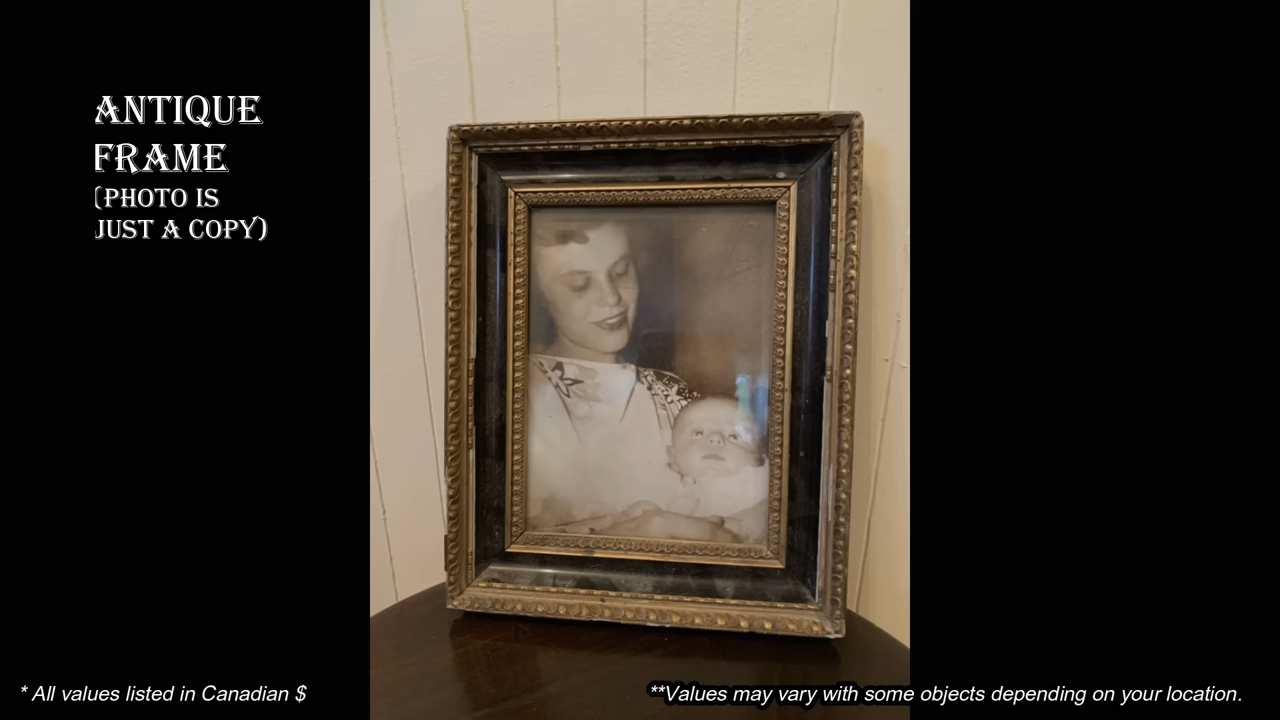 ANTIQUE
FRAME
(PHOTO IS
JUST A COPY)
* All values listed in Canadian $
**Values may vary with some objects depending on your location.